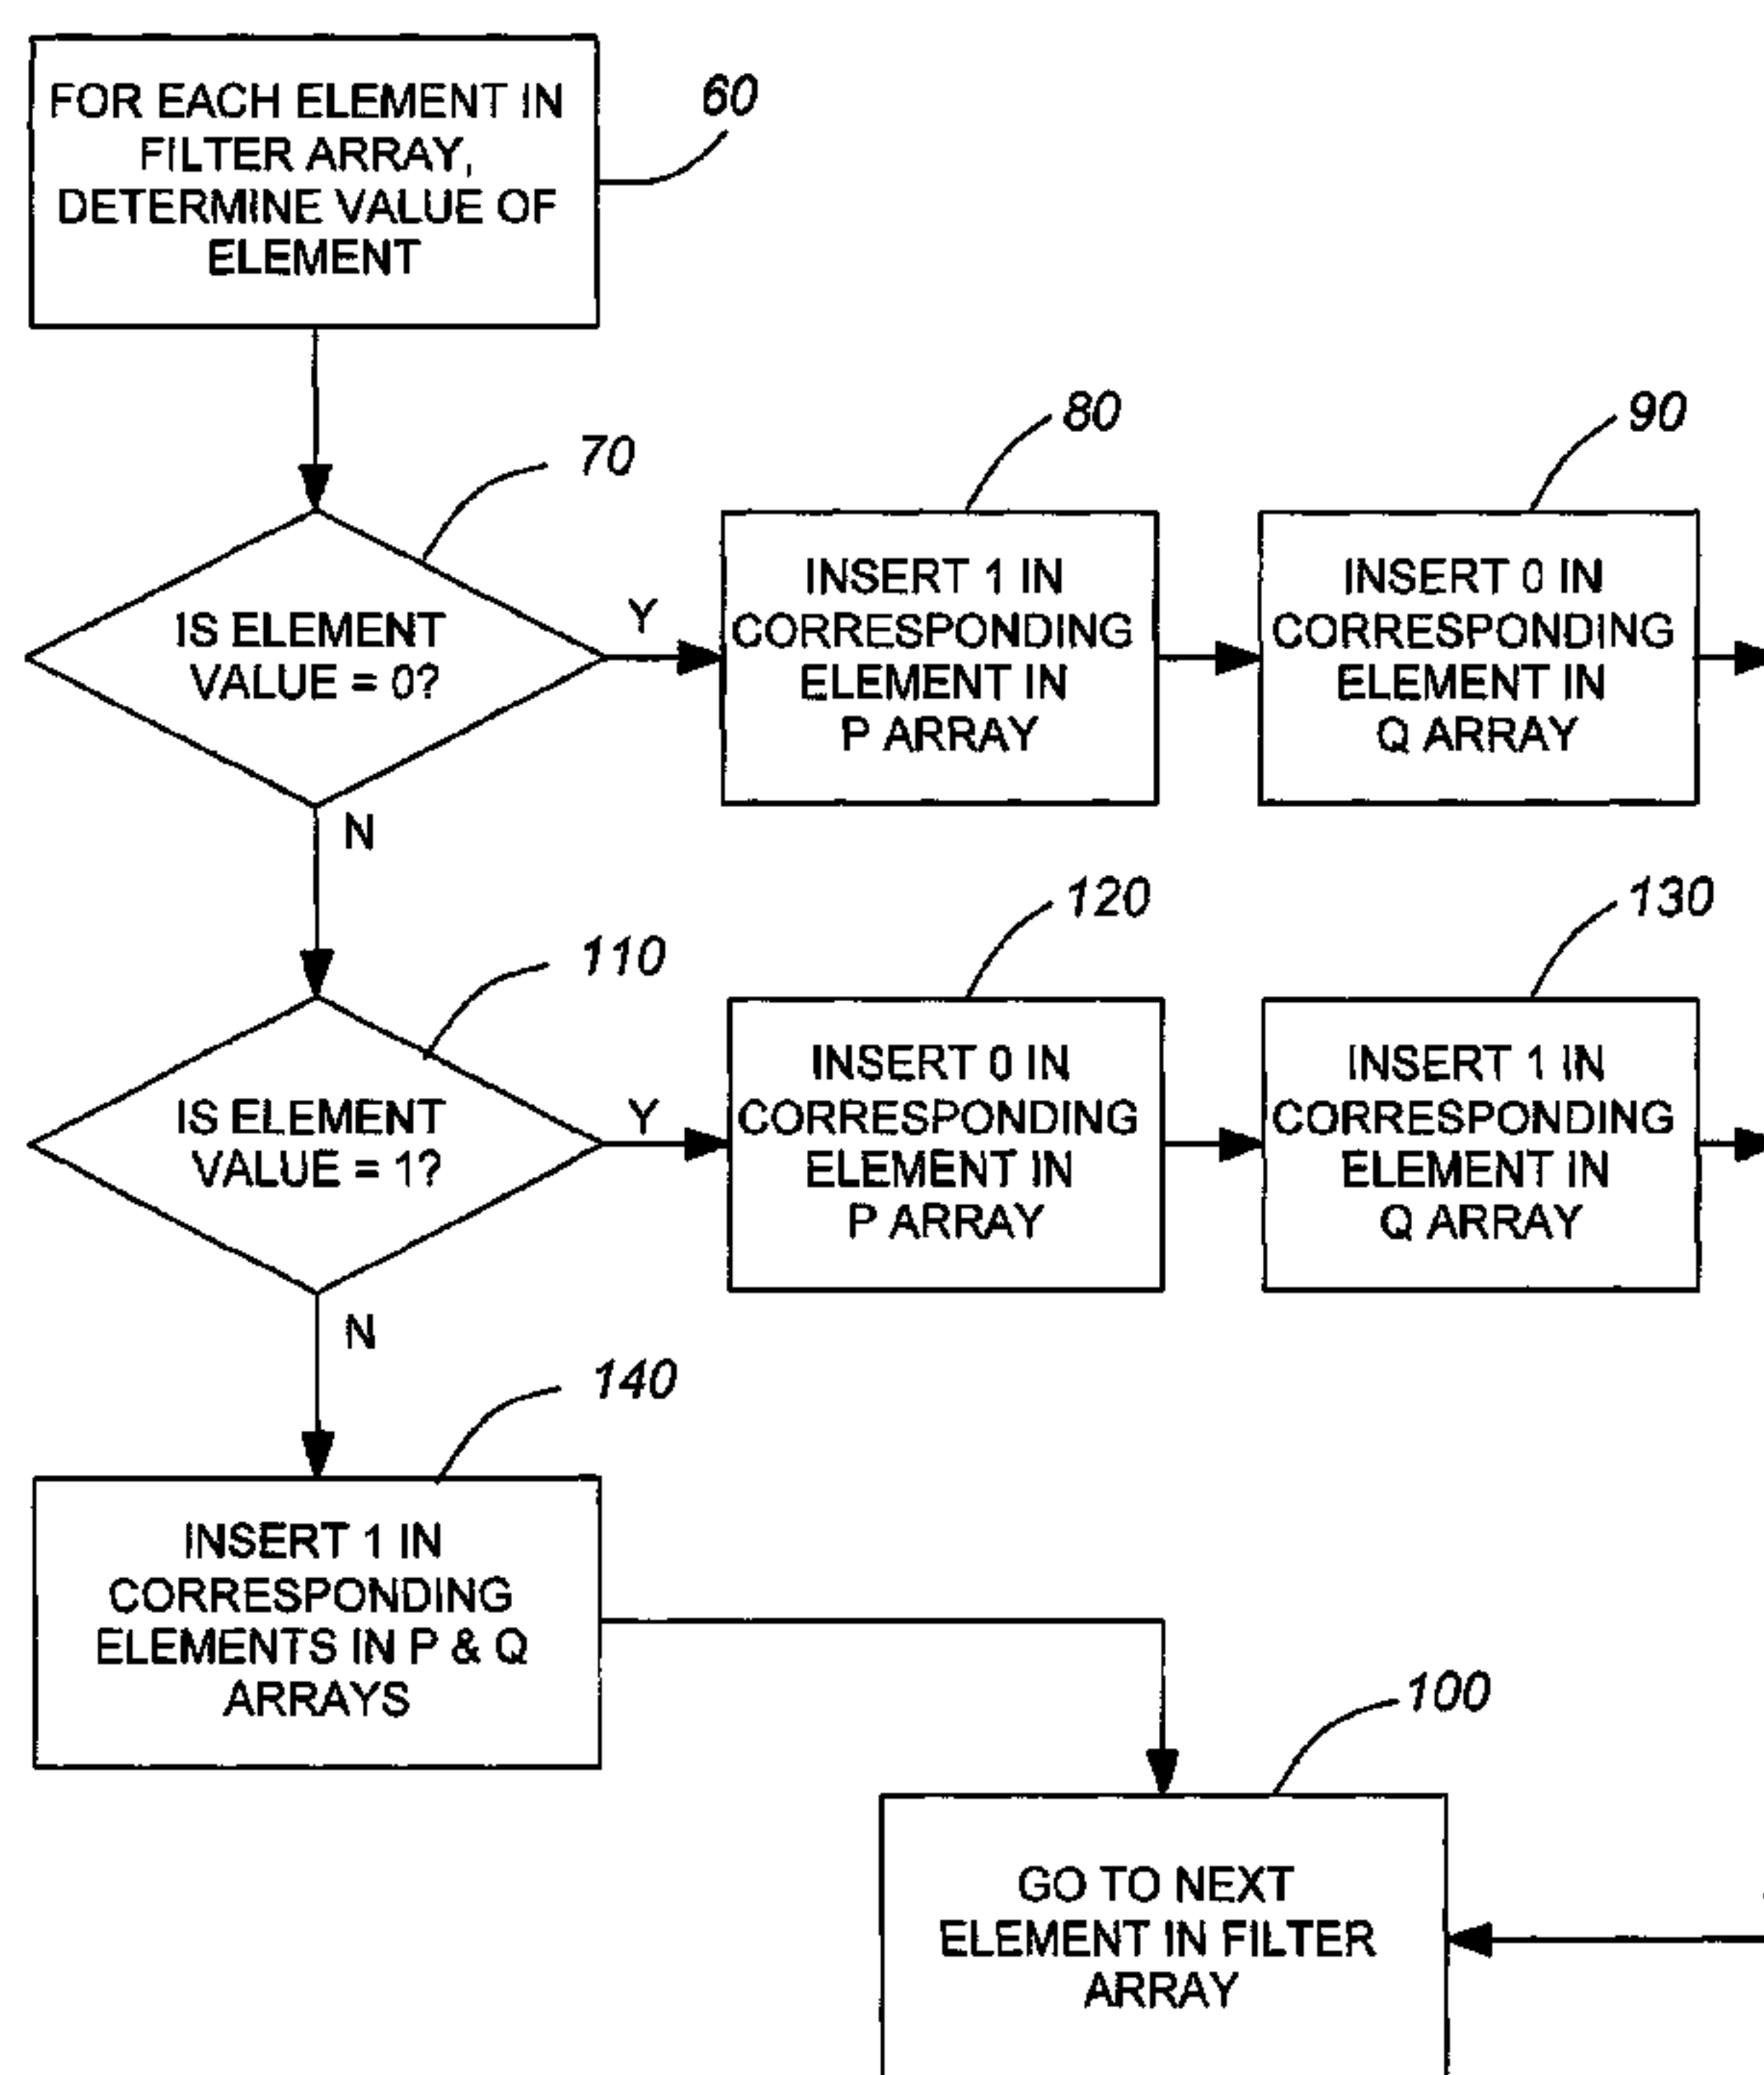 FOR EACH ELEMENT IN
FILTER ARRAY,
DETERMINE VALUE OF
ELEMENT
60
70
IS ELEMENT
VALUE = 0?
Y
N
80
INSERT 1 IN
CORRESPONDING
ELEMENT IN
P ARRAY
90
INSERT 0 IN
CORRESPONDING
ELEMENT IN
Q ARRAY
110
IS ELEMENT
VALUE = 1?
Y
N
120
INSERT 0 IN
CORRESPONDING
ELEMENT IN
P ARRAY
130
INSERT 1 IN
CORRESPONDING
ELEMENT IN
Q ARRAY
140
INSERT 1 IN
CORRESPONDING
ELEMENTS IN P & Q
ARRAYS
100
GO TO NEXT
ELEMENT IN FILTER
ARRAY